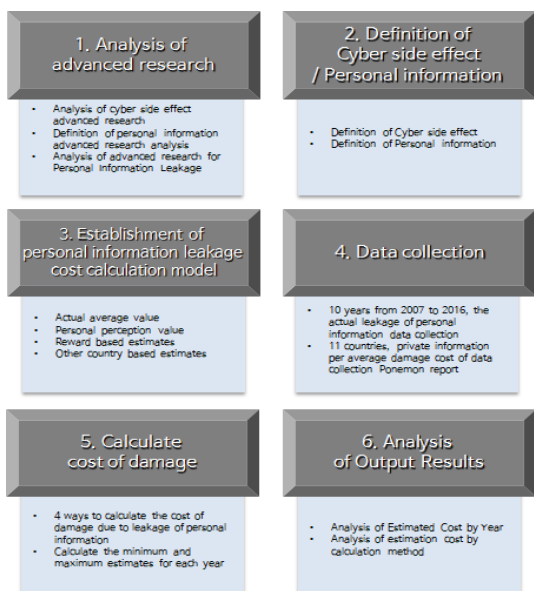 1. Analysis of
advanced research
• Analysis of cyber side effect
advanced research
• Definition of personal information
advanced research analysis
• Analysis of advanced research for
Personal Information Leakage
2. Definition of
Cyber side effect
/ Personal information
• Definition of Cyber side effect
• Definition of Personal information
3. Establishment of
personal information leakage
cost calculation model
• Actual average value
• Personal perception value
• Reward based estimates
• Other country based estimates
4. Data collection
• 10 years from 2007 to 2016, the
actual leakage of personal
information data collection
• 11 countries, private information
per average damage cost of data
collection Ponemon report
5. Calculate
cost of damage
• 4 ways to calculate the cost of
damage due to leakage of personal
information
• Calculate the minimum and
maximum estimates for each year
6. Analysis
of Output Results
• Analysis of Estimated Cost by Year
• Analysis of estimation cost by
calculation method